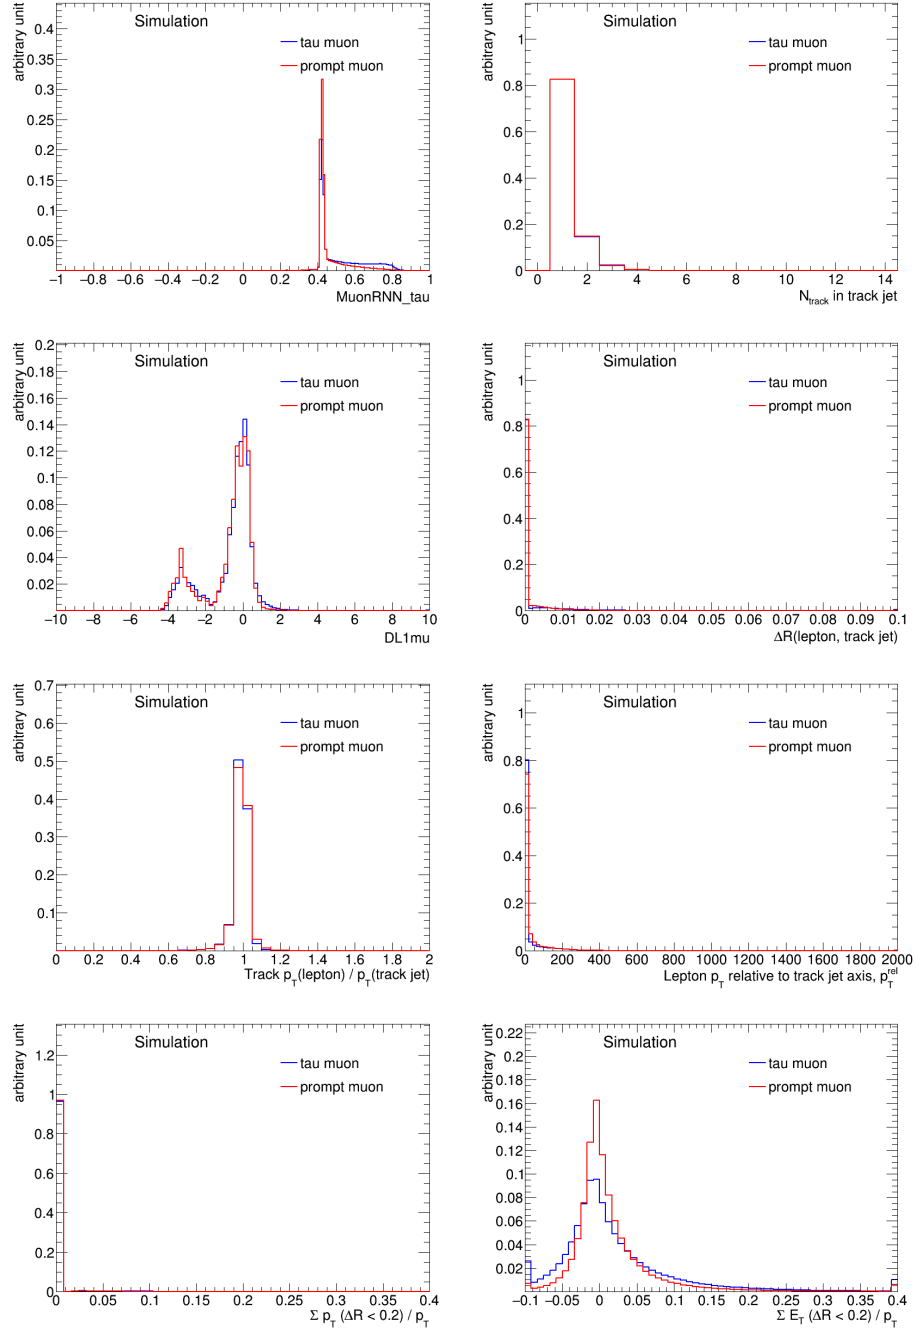 Simulation
arbitrary unit
tau muon
prompt muon
0.4
0.35
0.3
0.25
0.2
0.15
0.1
0.05
−1 −0.8 −0.6 −0.4 −0.2 0 0.2 0.4 0.6 0.8 1
MuonRNN_tau
Simulation
arbitrary unit
tau muon
prompt muon
1
0.8
0.6
0.4
0.2
0
0 2 4 6 8 10 12 14
N_track in track jet
Simulation
arbitrary unit
tau muon
prompt muon
0.2
0.18
0.16
0.14
0.12
0.1
0.08
0.06
0.04
0.02
−10 −8 −6 −4 −2 0 2 4 6 8 10
DL1mu
Simulation
arbitrary unit
tau muon
prompt muon
1
0.8
0.6
0.4
0.2
0
0 0.01 0.02 0.03 0.04 0.05 0.06 0.07 0.08 0.09 0.1
ΔR(lepton, track jet)
Simulation
arbitrary unit
tau muon
prompt muon
0.7
0.6
0.5
0.4
0.3
0.2
0.1
0 0.2 0.4 0.6 0.8 1 1.2 1.4 1.6 1.8 2
Track p_T(lepton) / p_T(track jet)
Simulation
arbitrary unit
tau muon
prompt muon
1
0.8
0.6
0.4
0.2
0
0 200 400 600 800 1000 1200 1400 1600 1800 2000
Lepton p_T relative to track jet axis, p_T^rel
Simulation
arbitrary unit
tau muon
prompt muon
1.2
1
0.8
0.6
0.4
0.2
0
0 0.05 0.1 0.15 0.2 0.25 0.3 0.35 0.4
Σ p_T (ΔR < 0.2) / p_T
Simulation
arbitrary unit
tau muon
prompt muon
0.22
0.2
0.18
0.16
0.14
0.12
0.1
0.08
0.06
0.04
0.02
−0.1 −0.05 0 0.05 0.1 0.15 0.2 0.25 0.3 0.35 0.4
Σ E_T (ΔR < 0.2) / p_T